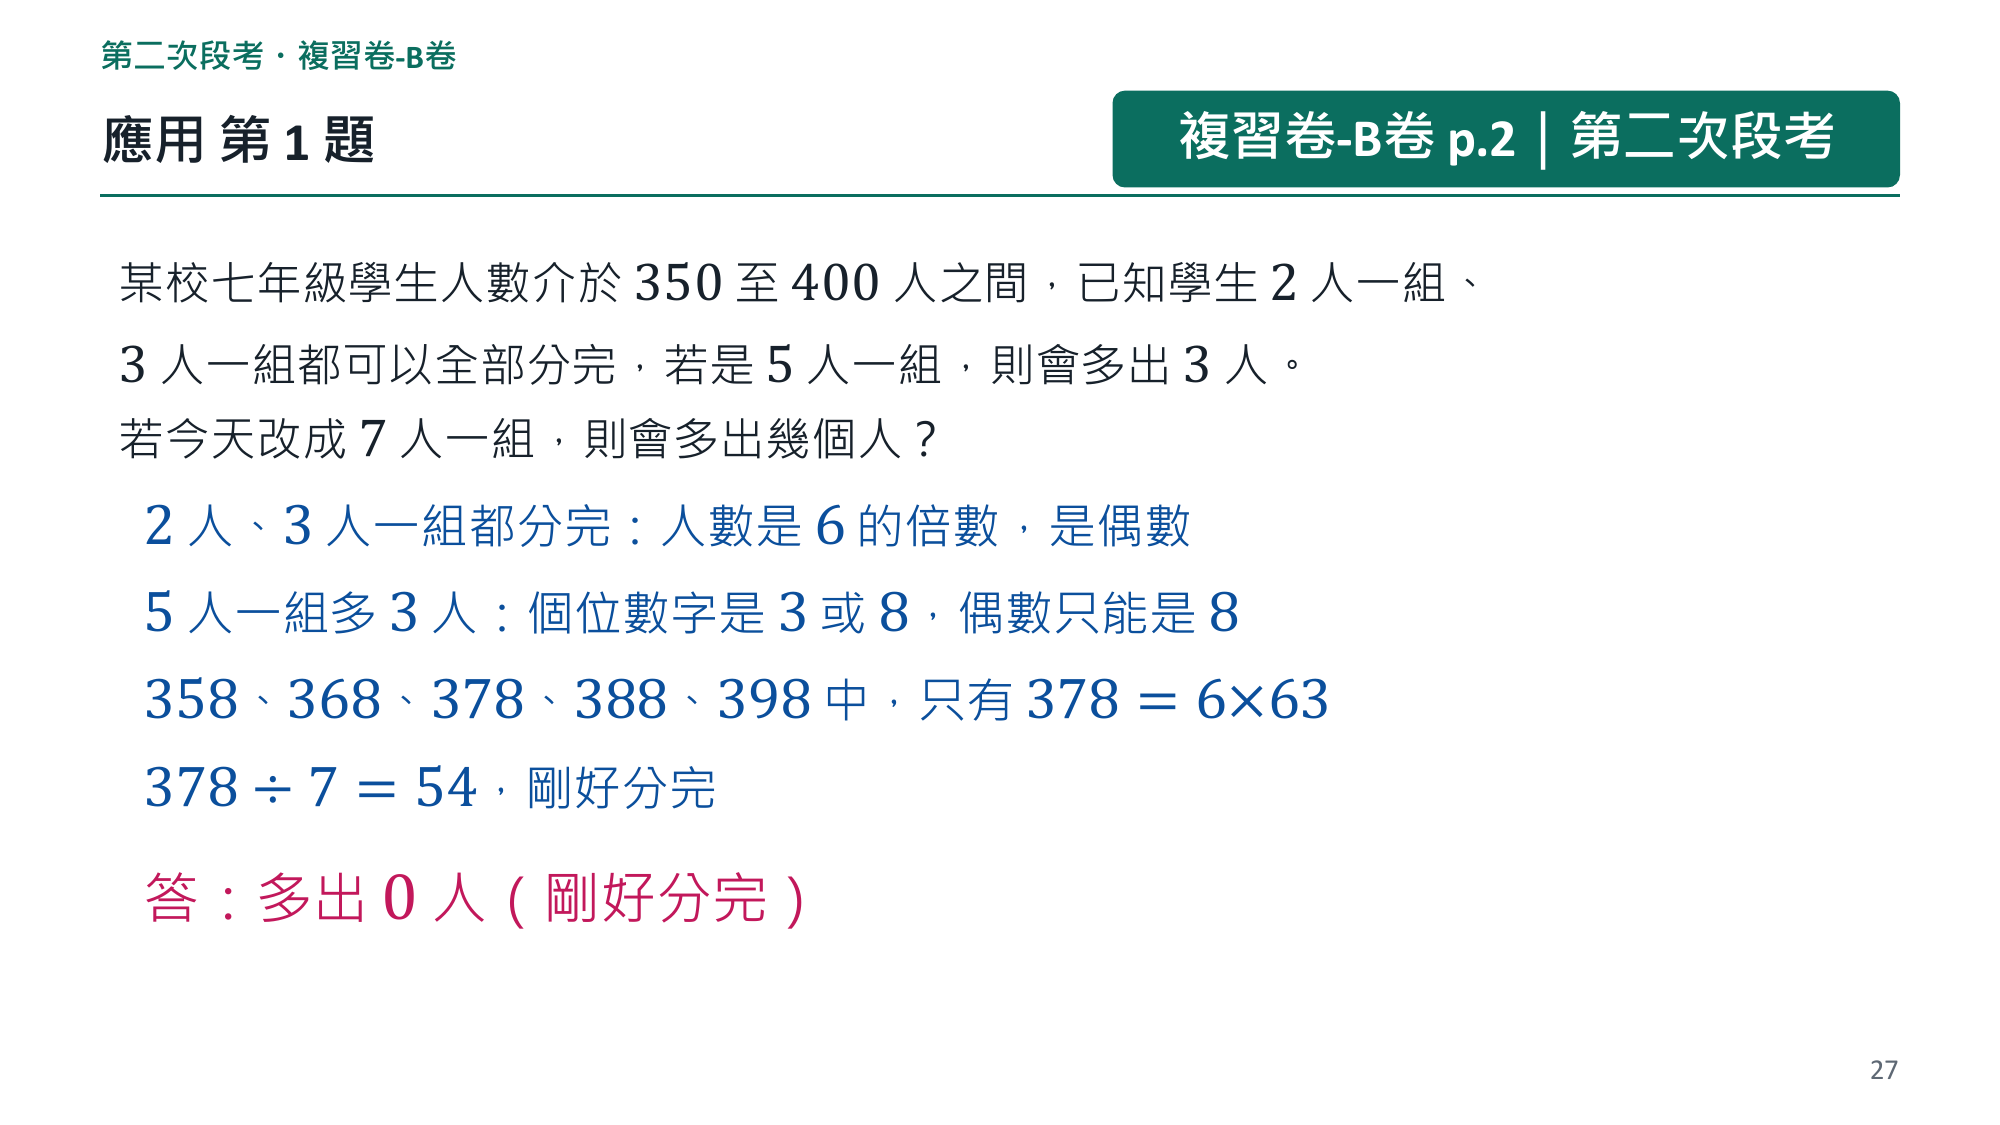 第二次段考・複習卷-B卷
應用 第 1 題
複習卷-B卷 p.2｜第二次段考
某校七年級學生人數介於 350 至 400 人之間，已知學生 2 人一組、
3 人一組都可以全部分完，若是 5 人一組，則會多出 3 人。
若今天改成 7 人一組，則會多出幾個人？
2 人、3 人一組都分完：人數是 6 的倍數，是偶數
5 人一組多 3 人：個位數字是 3 或 8，偶數只能是 8
358、368、378、388、398 中，只有 378 = 6×63
378 ÷ 7 = 54，剛好分完
答：多出 0 人（剛好分完）
27